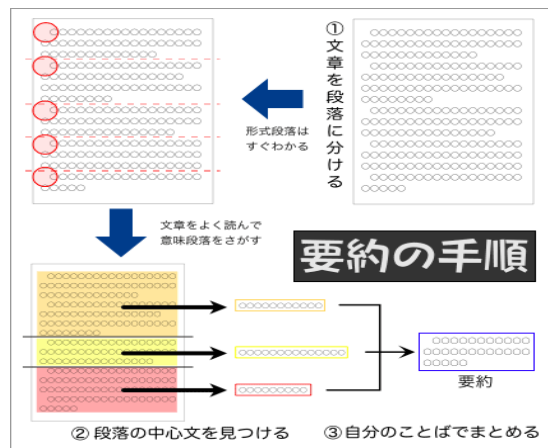 ①文章を段落に分ける
形式段落は
すぐわかる
文章をよく読んで
意味段落をさがす
要約の手順
要約
②段落の中心文を見つける
③自分のことばでまとめる